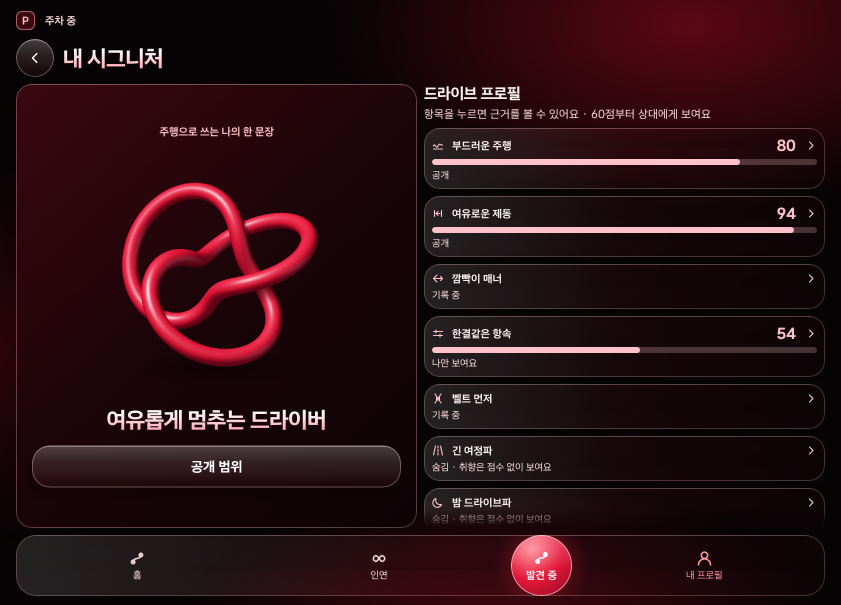 P 주차 중
내 시그니처
주행으로 쓰는 나의 한 문장
여유롭게 멈추는 드라이버
공개 범위
드라이브 프로필
항목을 누르면 근거를 볼 수 있어요 · 60점부터 상대에게 보여요
부드러운 주행 80
공개
여유로운 제동 94
공개
깜빡이 매너
기록 중
한결같은 항속 54
나만 보여요
벨트 먼저
기록 중
긴 여정파
숨김 · 취향은 점수 없이 보여요
밤 드라이브파
숨김 · 취향은 점수 없이 보여요
홈 인연 발견 중 내 프로필